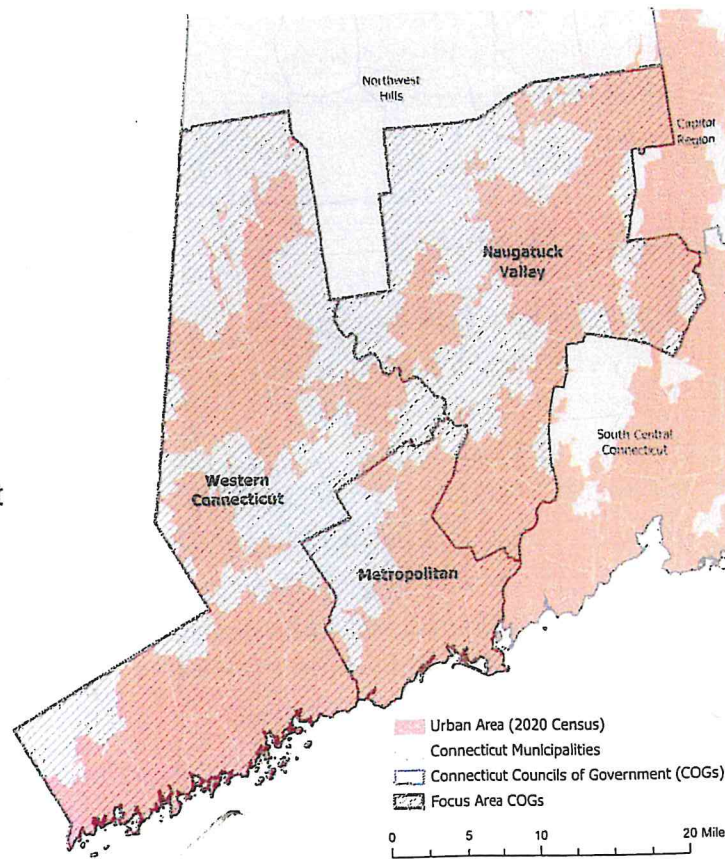 Northwest
Hills
Capitol
Region
Naugatuck
Valley
South Central
Connecticut
Western
Connecticut
Metropolitan
Urban Area (2020 Census)
Connecticut Municipalities
Connecticut Councils of Government (COGs)
Focus Area COGs
0 5 10 20 Mile